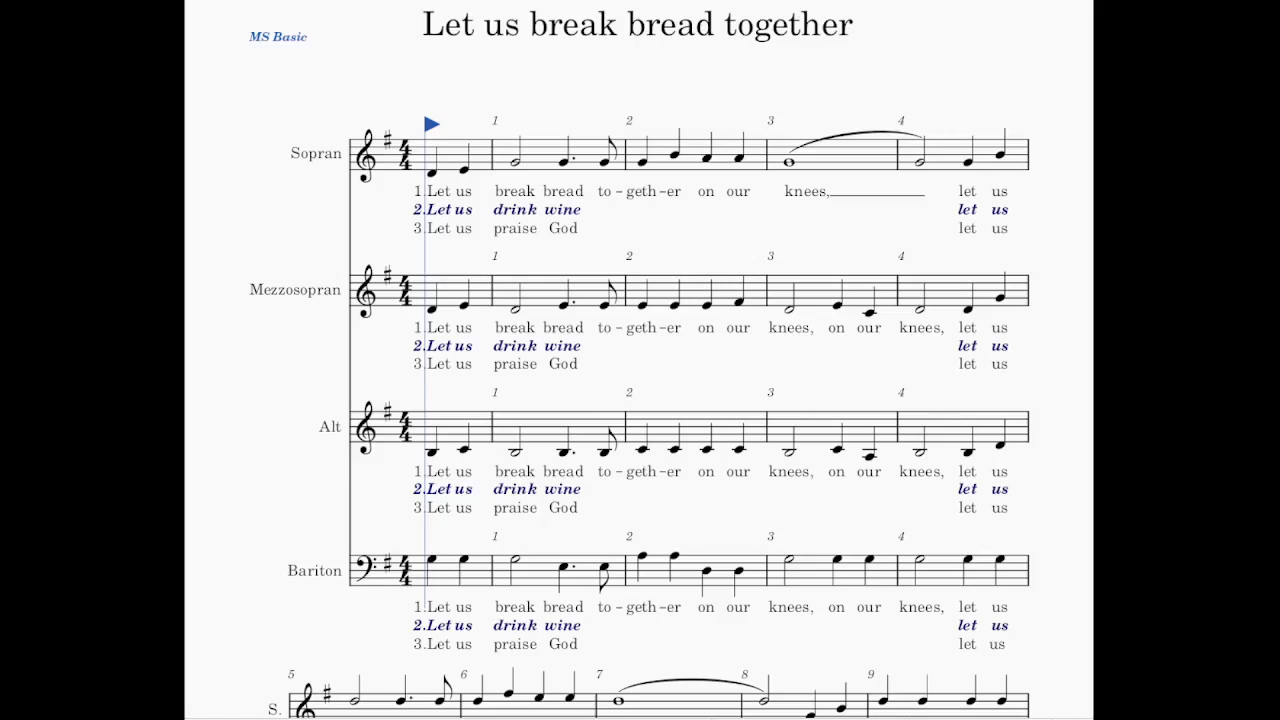 Let us break bread together
MS Basic
1 2 3 4
Sopran
1.Let us break bread to-geth-er on our knees, let us
2.Let us drink wine let us
3.Let us praise God let us
1 2 3 4
Mezzosopran
1.Let us break bread to-geth-er on our knees, on our knees, let us
2.Let us drink wine let us
3.Let us praise God let us
1 2 3 4
Alt
1.Let us break bread to-geth-er on our knees, on our knees, let us
2.Let us drink wine let us
3.Let us praise God let us
1 2 3 4
Bariton
1.Let us break bread to-geth-er on our knees, on our knees, let us
2.Let us drink wine let us
3.Let us praise God let us
5 6 7 8 9
S.